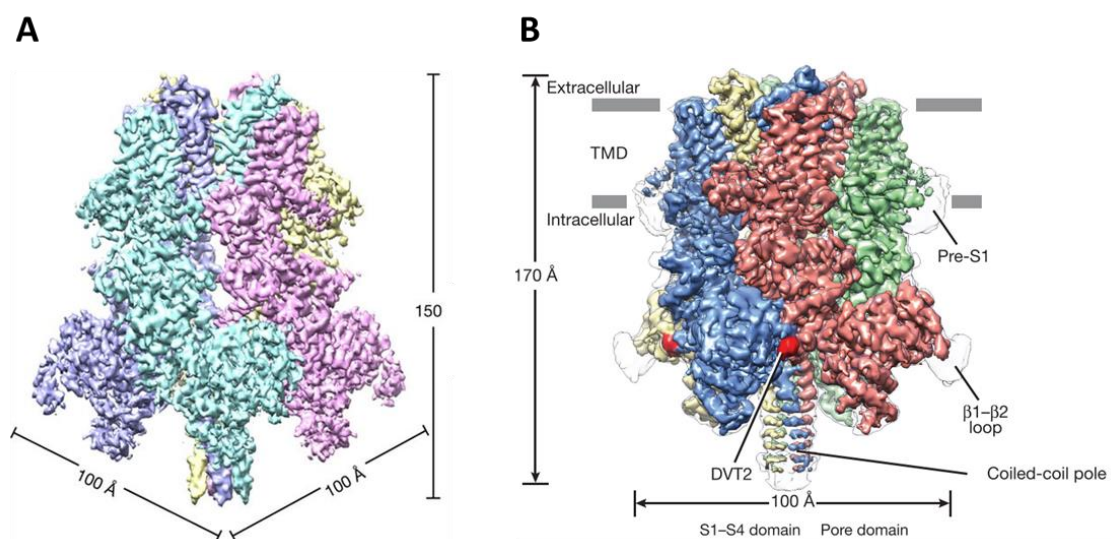 A
B
150
100 Å
100 Å
Extracellular
TMD
Intracellular
170 Å
Pre-S1
β1–β2
loop
DVT2
Coiled-coil pole
100 Å
S1–S4 domain
Pore domain